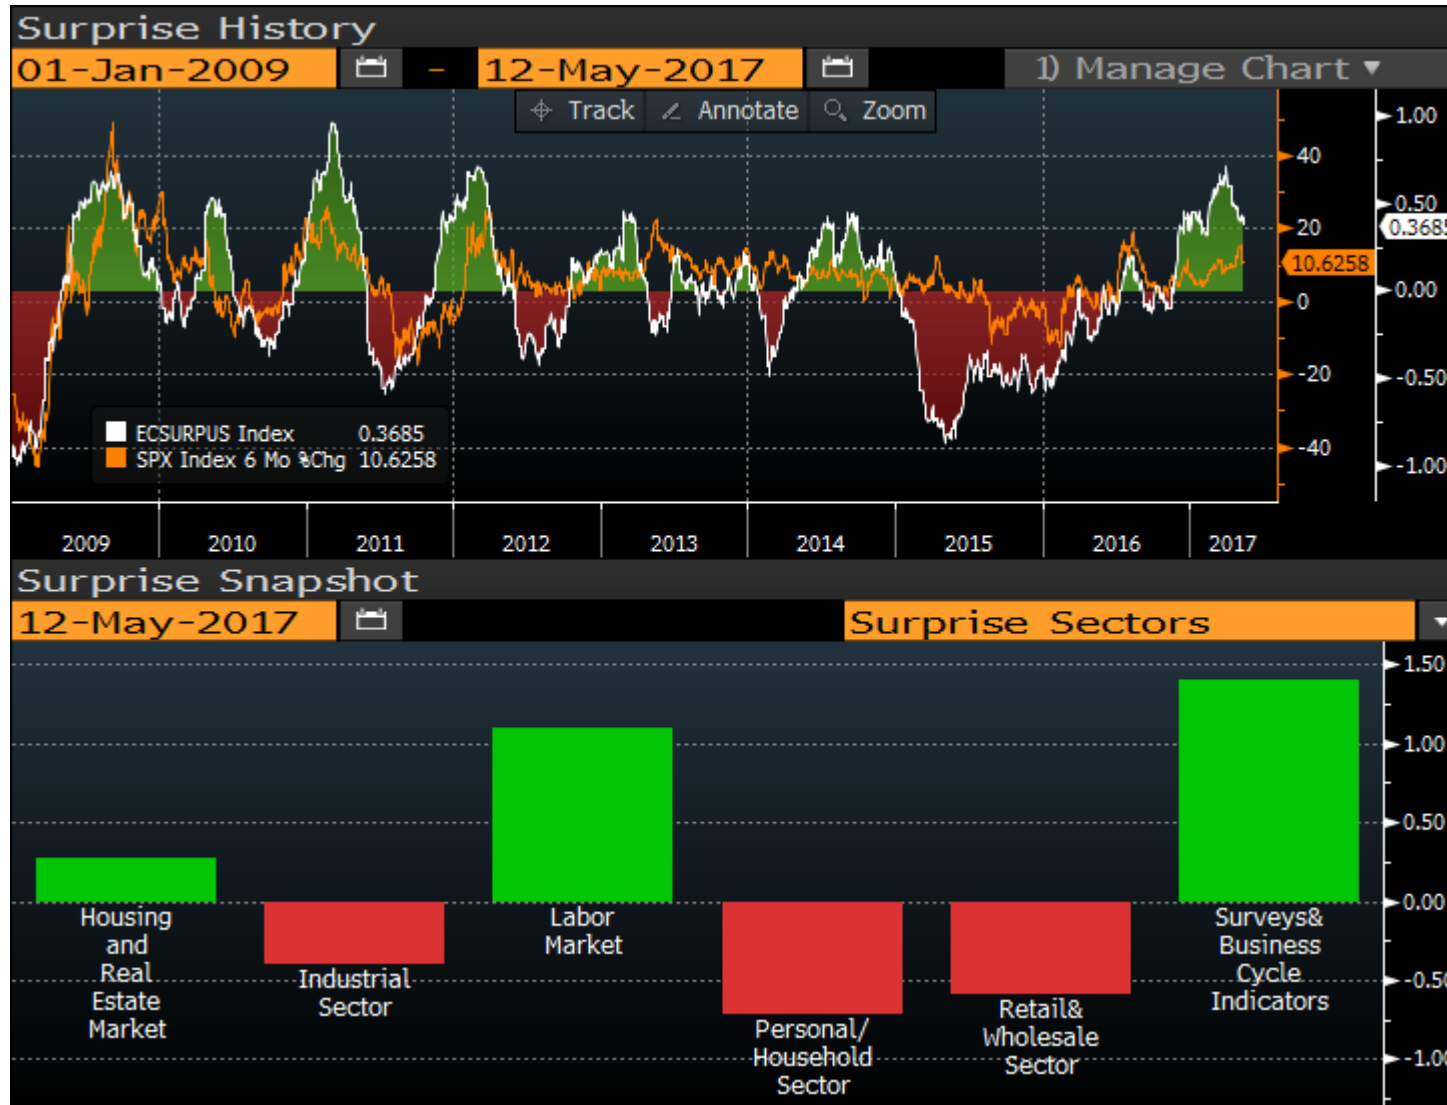 Surprise History
01-Jan-2009 – 12-May-2017 1) Manage Chart
Track Annotate Zoom
1.00
40
0.50
20
0.3685
10.6258
0.00
0
-20
-0.50
-40
-1.00
ECSURPUS Index 0.3685
SPX Index 6 Mo %Chg 10.6258
2009 2010 2011 2012 2013 2014 2015 2016 2017
Surprise Snapshot
12-May-2017 Surprise Sectors
1.50
1.00
0.50
0.00
-0.50
-1.00
Housing
and
Real
Estate
Market
Industrial
Sector
Labor
Market
Personal/
Household
Sector
Retail&
Wholesale
Sector
Surveys&
Business
Cycle
Indicators